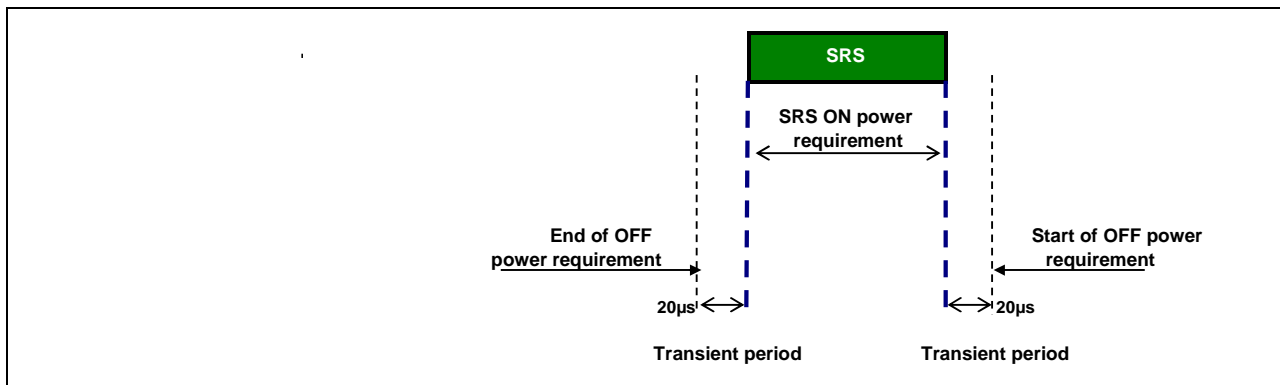 SRS
SRS ON power
requirement
End of OFF
power requirement
Start of OFF power
requirement
20µs
20µs
Transient period
Transient period